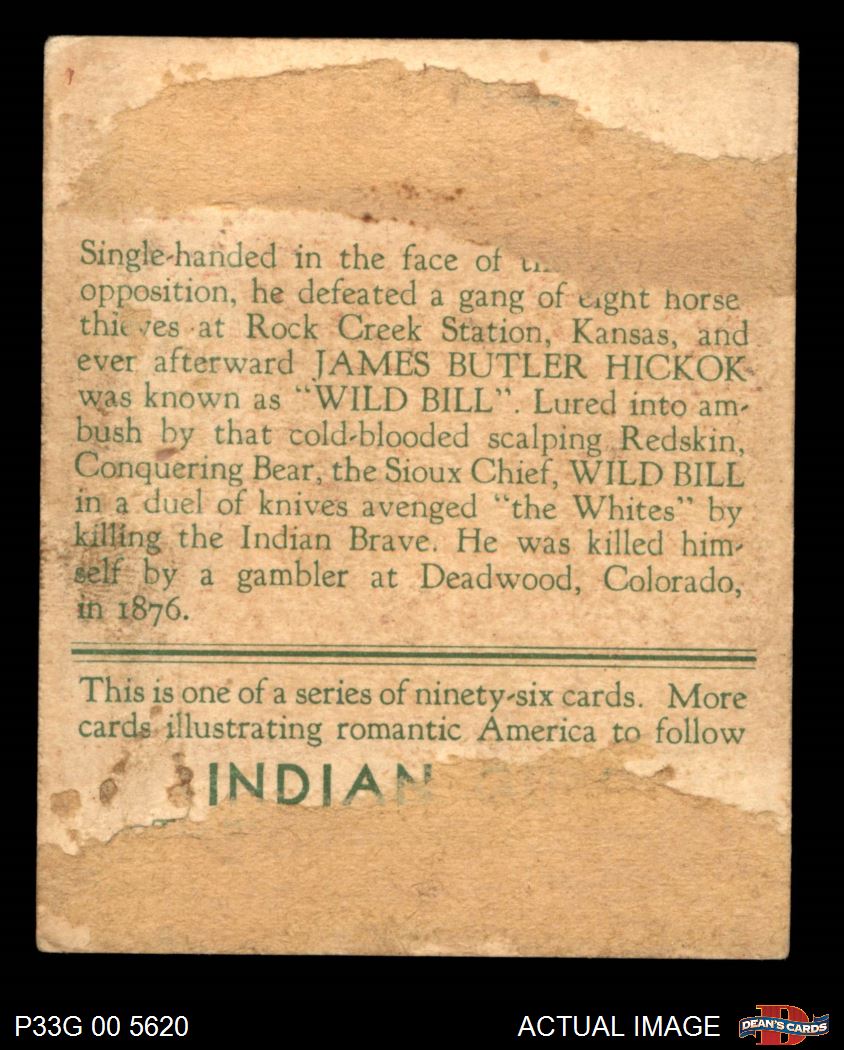 Single-handed in the face of
opposition, he defeated a gang of eight horse
thieves at Rock Creek Station, Kansas, and
ever afterward JAMES BUTLER HICKOK
was known as "WILD BILL". Lured into am-
bush by that cold-blooded scalping Redskin,
Conquering Bear, the Sioux Chief, WILD BILL
in a duel of knives avenged "the Whites" by
killing the Indian Brave. He was killed him-
self by a gambler at Deadwood, Colorado,
in 1876.
This is one of a series of ninety-six cards. More
cards illustrating romantic America to follow
INDIAN
P33G 00 5620
ACTUAL IMAGE
DEAN'S CARDS